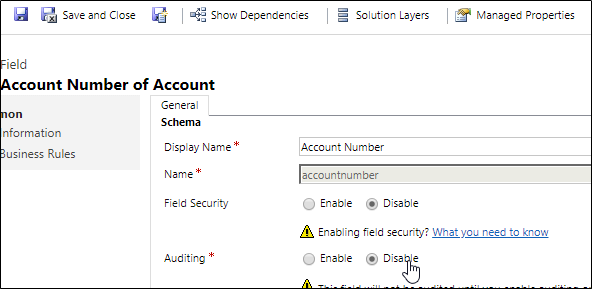 Save and Close Show Dependencies Solution Layers Managed Properties
Field
Account Number of Account
General
Schema
Information
Business Rules
Display Name* Account Number
Name* accountnumber
Field Security Enable Disable
Enabling field security? What you need to know
Auditing* Enable Disable